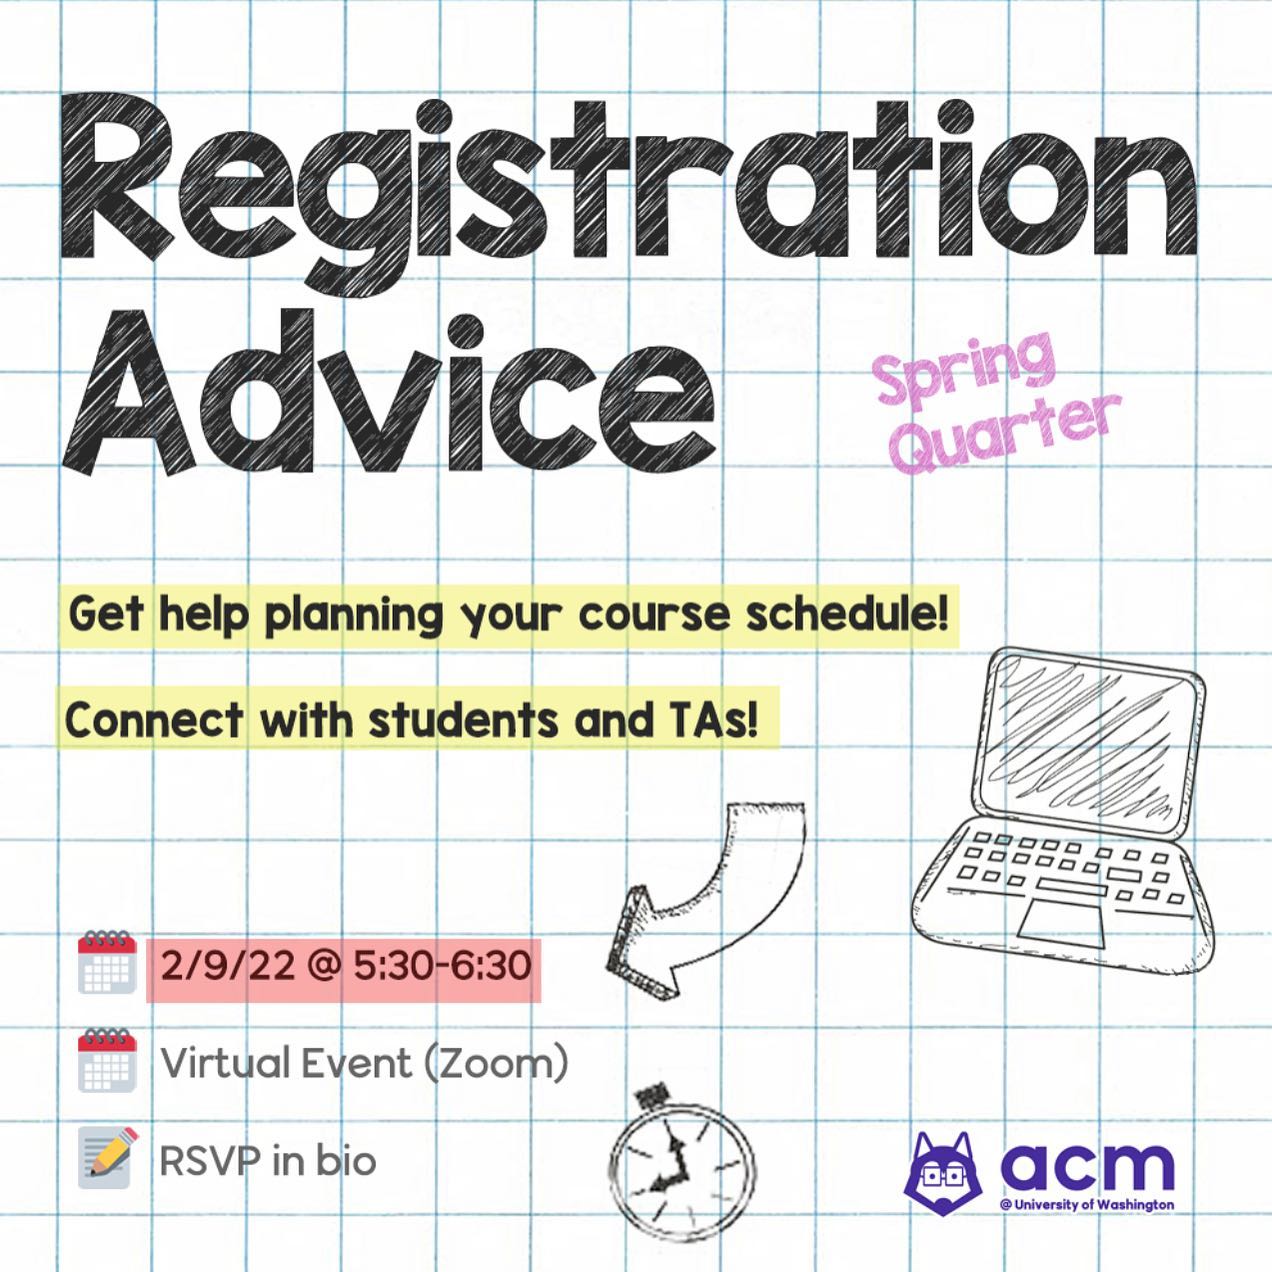 Registration
Advice
Spring
Quarter
Get help planning your course schedule!
Connect with students and TAs!
2/9/22 @ 5:30-6:30
Virtual Event (Zoom)
RSVP in bio
acm
@ University of Washington